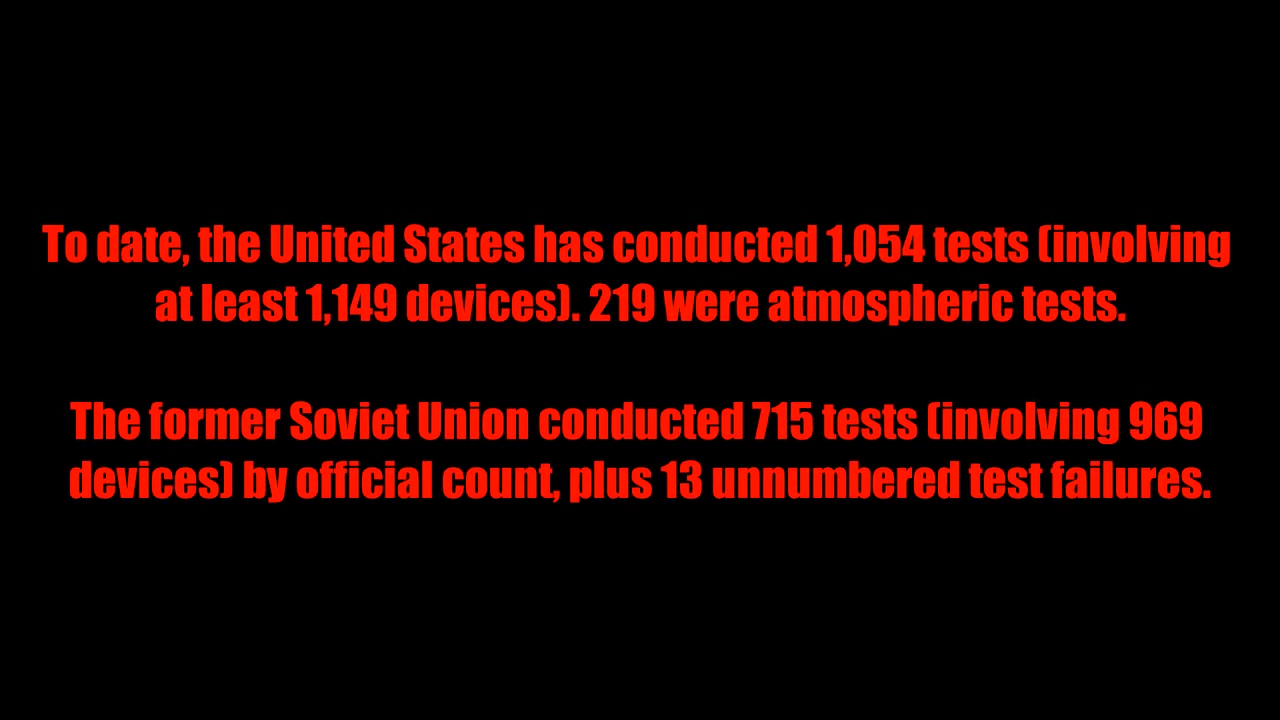 To date, the United States has conducted 1,054 tests (involving
at least 1,149 devices). 219 were atmospheric tests.
The former Soviet Union conducted 715 tests (involving 969
devices) by official count, plus 13 unnumbered test failures.